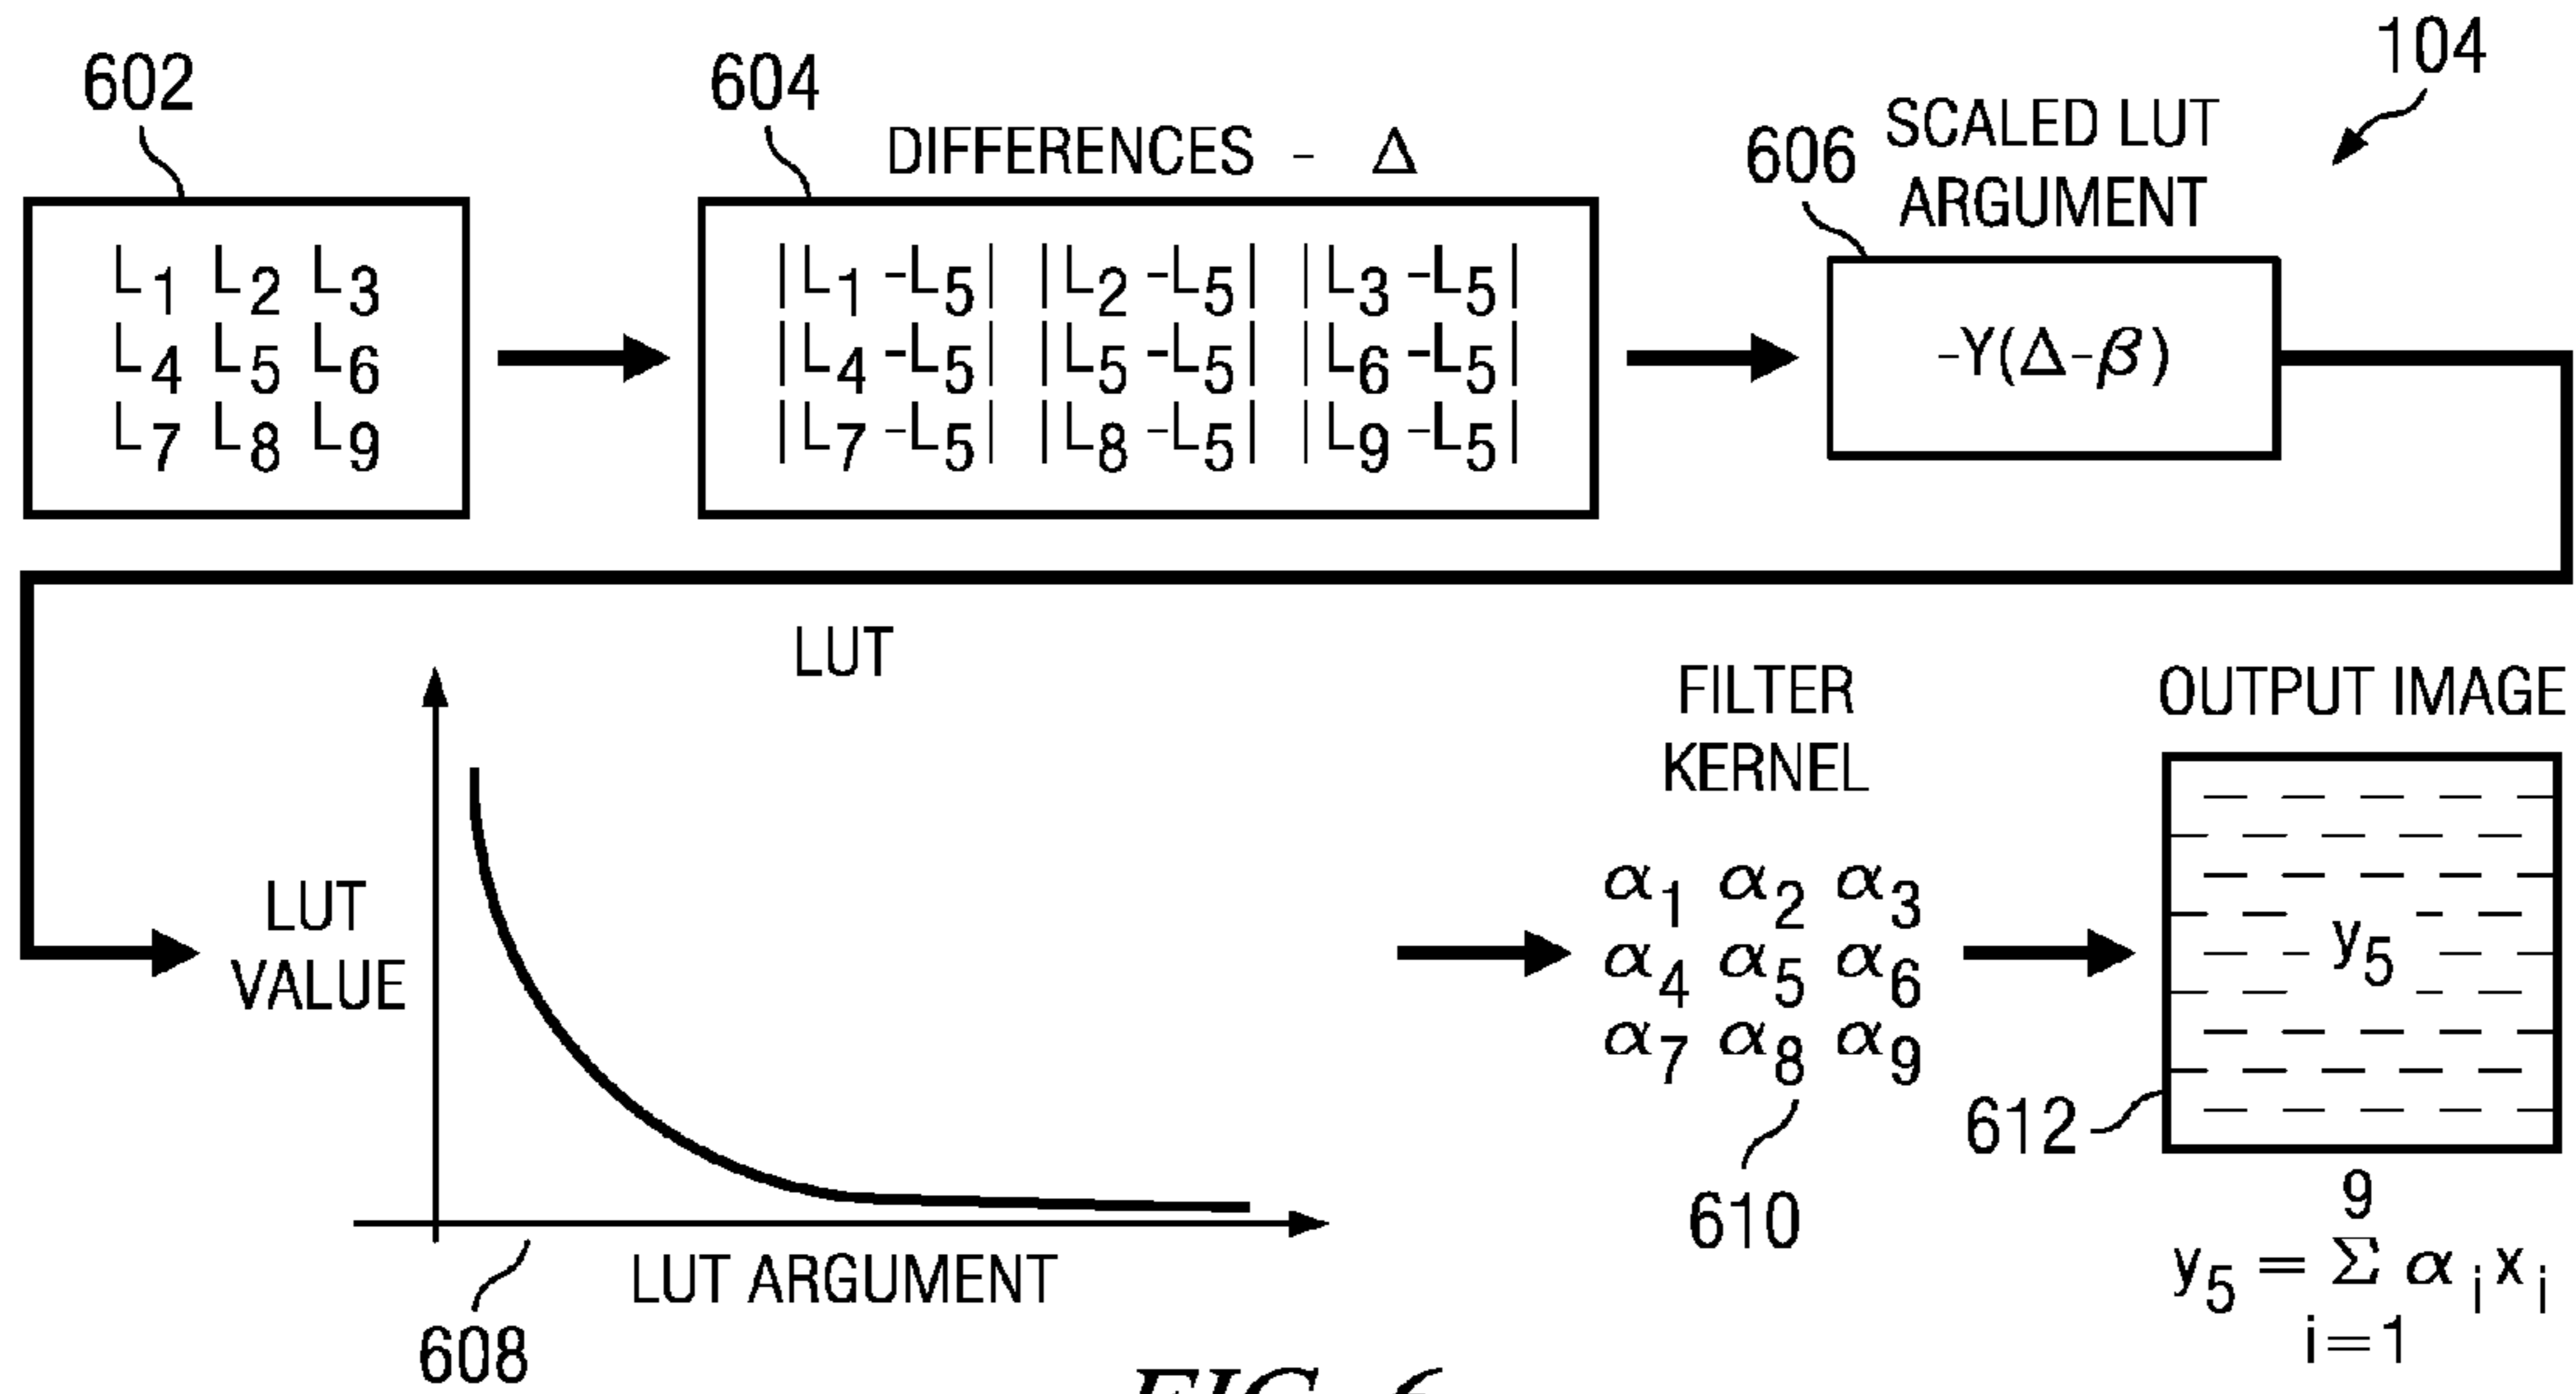 602
604
104
DIFFERENCES - Δ
606
SCALED LUT
ARGUMENT
L1 L2 L3
L4 L5 L6
L7 L8 L9
|L1 -L5| |L2 -L5| |L3 -L5|
|L4 -L5| |L5 -L5| |L6 -L5|
|L7 -L5| |L8 -L5| |L9 -L5|
-Y(Δ-β)
LUT
LUT
VALUE
LUT ARGUMENT
608
FILTER
KERNEL
α1 α2 α3
α4 α5 α6
α7 α8 α9
610
OUTPUT IMAGE
y5
612
9
y5 = Σ αi xi
i=1
FIG. 6